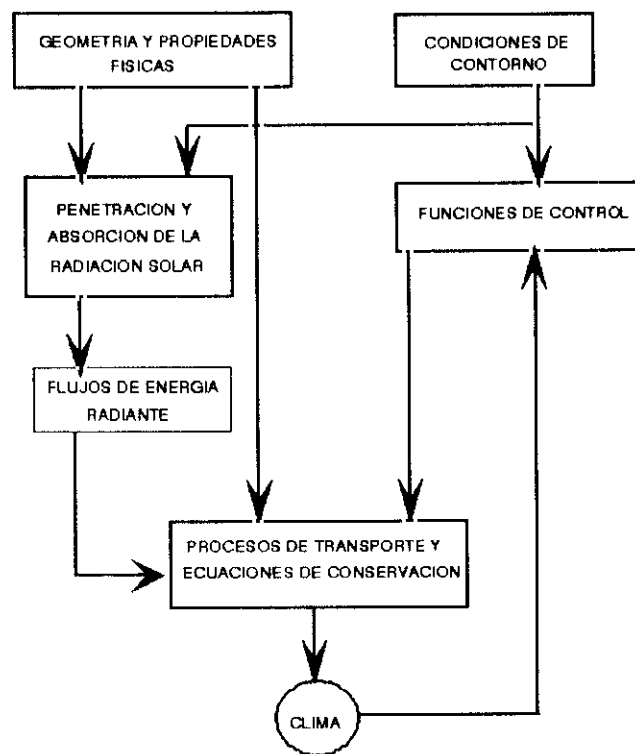 GEOMETRIA Y PROPIEDADES
FISICAS
CONDICIONES DE
CONTORNO
PENETRACION Y
ABSORCION DE LA
RADIACION SOLAR
FUNCIONES DE CONTROL
FLUJOS DE ENERGIA
RADIANTE
PROCESOS DE TRANSPORTE Y
ECUACIONES DE CONSERVACION
CLIMA